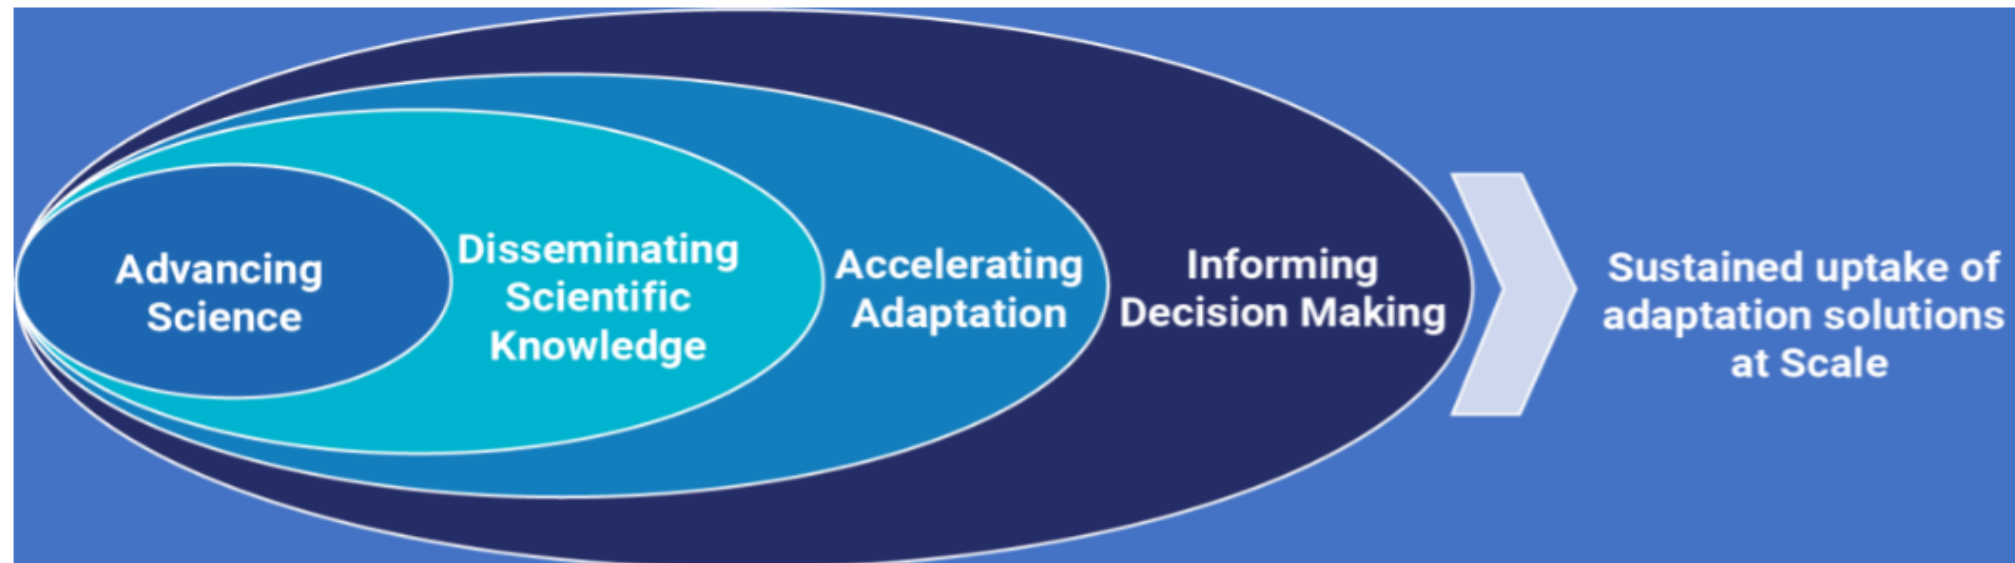 Advancing
Science
Disseminating
Scientific
Knowledge
Accelerating
Adaptation
Informing
Decision Making
Sustained uptake of
adaptation solutions
at Scale